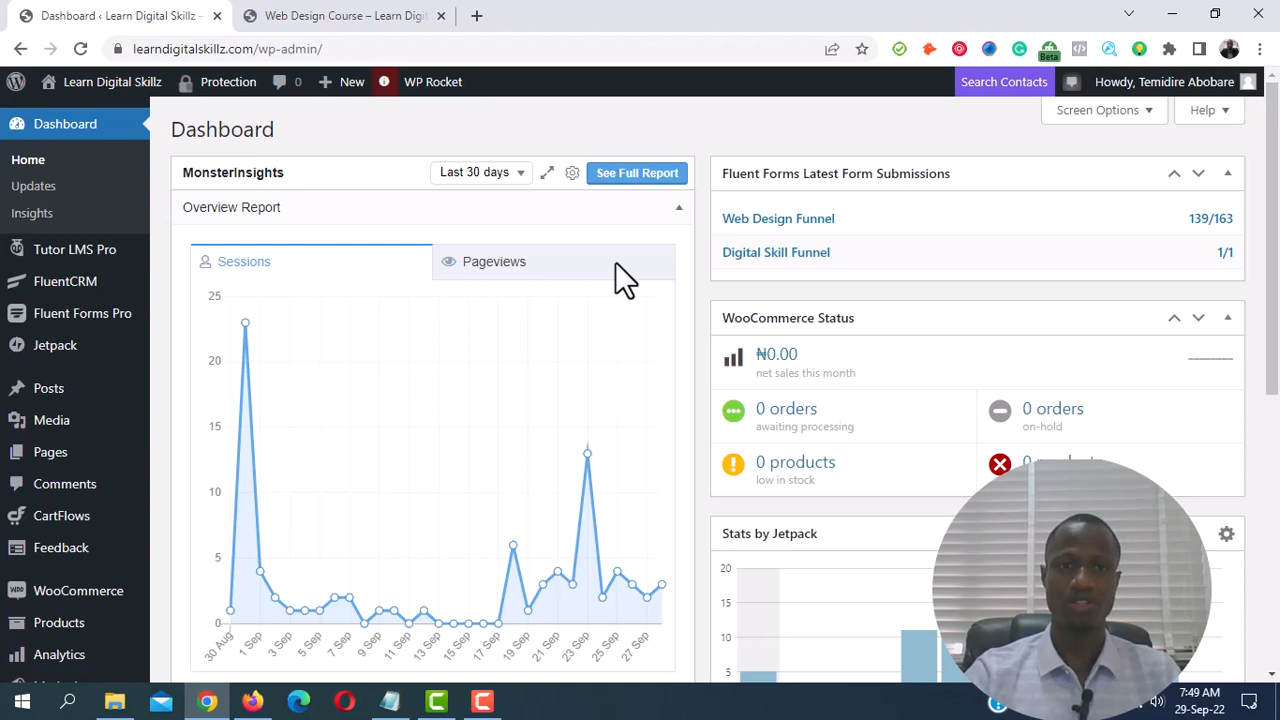 Dashboard ‹ Learn Digital Skillz
Web Design Course – Learn Digit
learndigitalskillz.com/wp-admin/
Beta
Learn Digital Skillz
Protection
0
New
WP Rocket
Search Contacts
Howdy, Temidire Abobare
Dashboard
Home
Updates
Insights
Tutor LMS Pro
FluentCRM
Fluent Forms Pro
Jetpack
Posts
Media
Pages
Comments
CartFlows
Feedback
WooCommerce
Products
Analytics
Screen Options
Help
Dashboard
MonsterInsights
Last 30 days
See Full Report
Overview Report
Sessions
Pageviews
25
20
15
10
5
0
30 Aug
1 Sep
3 Sep
5 Sep
7 Sep
9 Sep
11 Sep
13 Sep
15 Sep
17 Sep
19 Sep
21 Sep
23 Sep
25 Sep
27 Sep
Fluent Forms Latest Form Submissions
Web Design Funnel 139/163
Digital Skill Funnel 1/1
WooCommerce Status
₦0.00
net sales this month
0 orders
awaiting processing
0 orders
on-hold
0 products
low in stock
Stats by Jetpack
20
15
10
5
7:49 AM
29-Sep-22